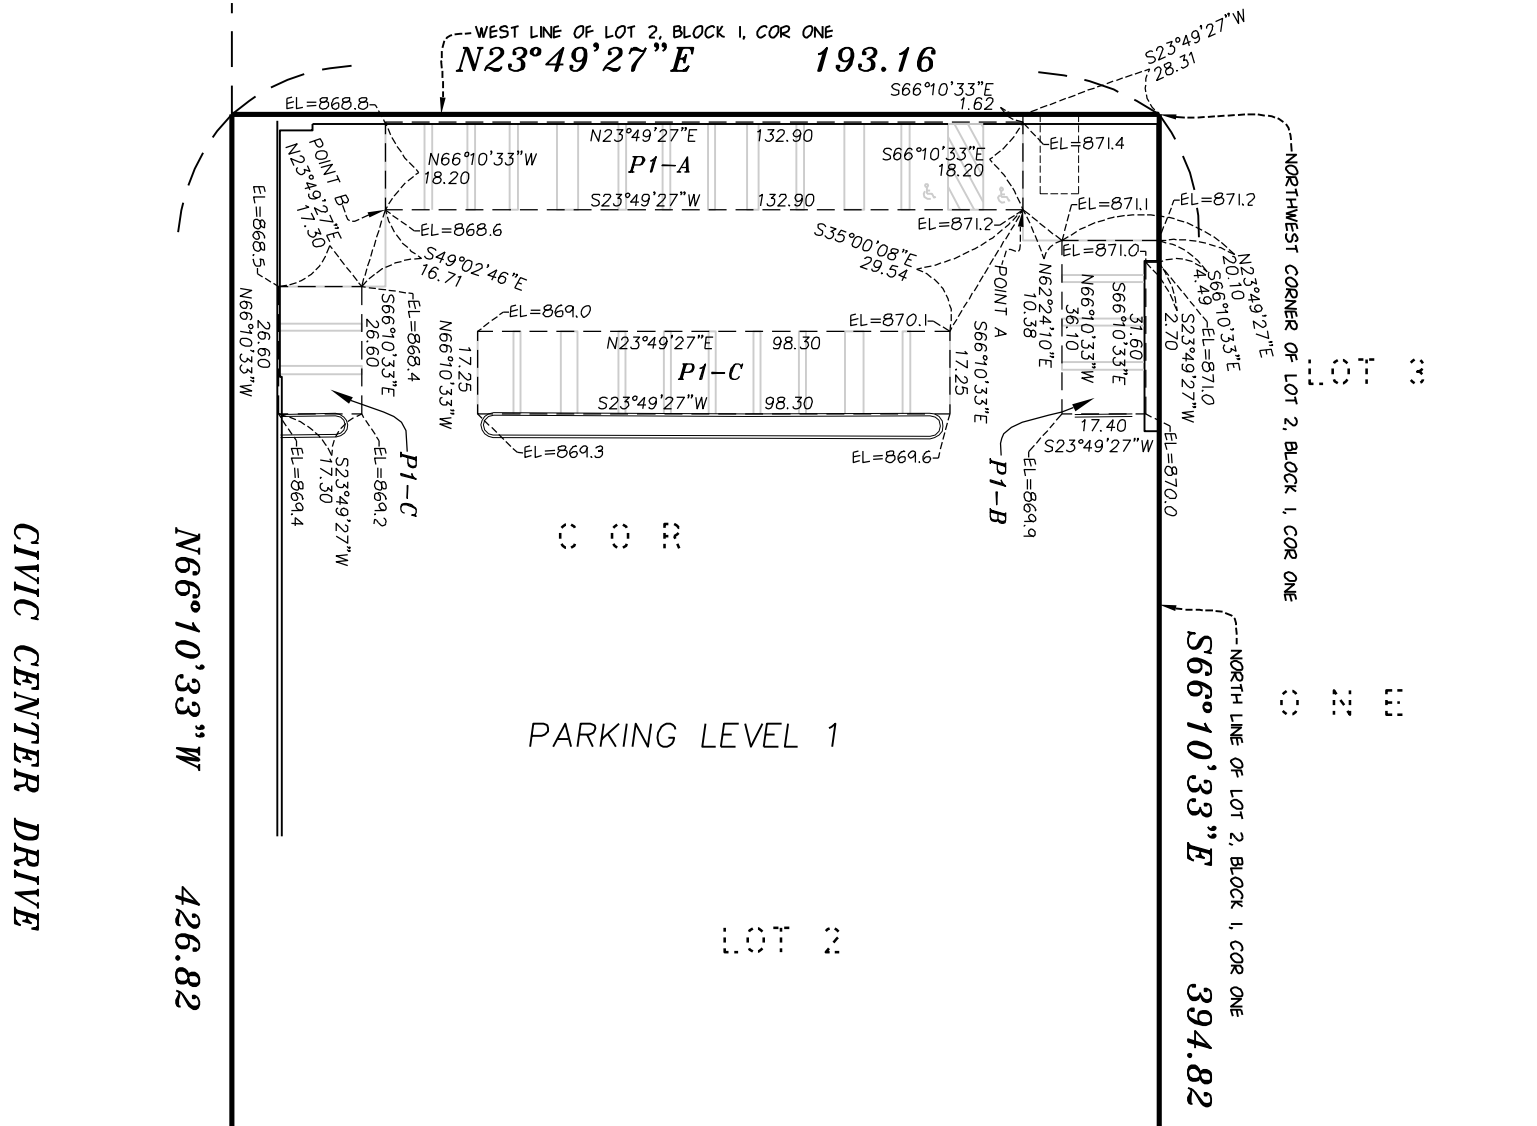 WEST LINE OF LOT 2, BLOCK 1, COR ONE
N23°49'27"E 193.16
S23°49'27"W
28.31
S66°10'33"E
1.62
EL=868.8
N23°49'27"E 132.90
P1-A
N66°10'33"W
18.20
S66°10'33"E
18.20
S23°49'27"W 132.90
EL=871.4
POINT B
N23°49'27"E
17.30
EL=868.5
EL=868.6
EL=871.2
EL=871.1
EL=871.2
S49°02'46"E
16.71
S35°00'08"E
29.54
EL=871.0
N23°49'27"E
20.10
S66°10'33"E
4.49
EL=871.0
S23°49'27"W
2.70
POINT A
N62°24'10"E
10.38
N66°10'33"W
36.10
S66°10'33"E
31.60
N66°10'33"W
26.60
S66°10'33"E
26.60
EL=868.4
EL=869.0
EL=870.1
N66°10'33"W
17.25
N23°49'27"E 98.30
P1-C
S23°49'27"W 98.30
S66°10'33"E
17.25
17.40
S23°49'27"W
EL=869.3
EL=869.6
EL=869.4
S23°49'27"W
17.30
EL=869.2
P1-C
P1-B
EL=869.9
EL=870.0
NORTHWEST CORNER OF LOT 2, BLOCK 1, COR ONE
LOT 3
COR
ONE
CIVIC CENTER DRIVE
N66°10'33"W 426.82
PARKING LEVEL 1
LOT 2
S66°10'33"E 394.82
NORTH LINE OF LOT 2, BLOCK 1, COR ONE